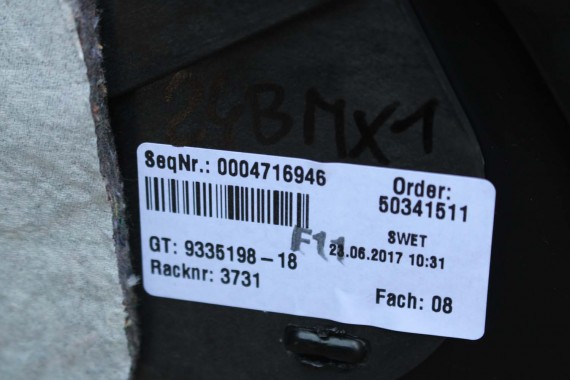 BMX1
SeqNr.: 0004716946
Order:
50341511
F11
SWET
GT: 9335198-18
23.06.2017 10:31
Racknr: 3731
Fach: 08